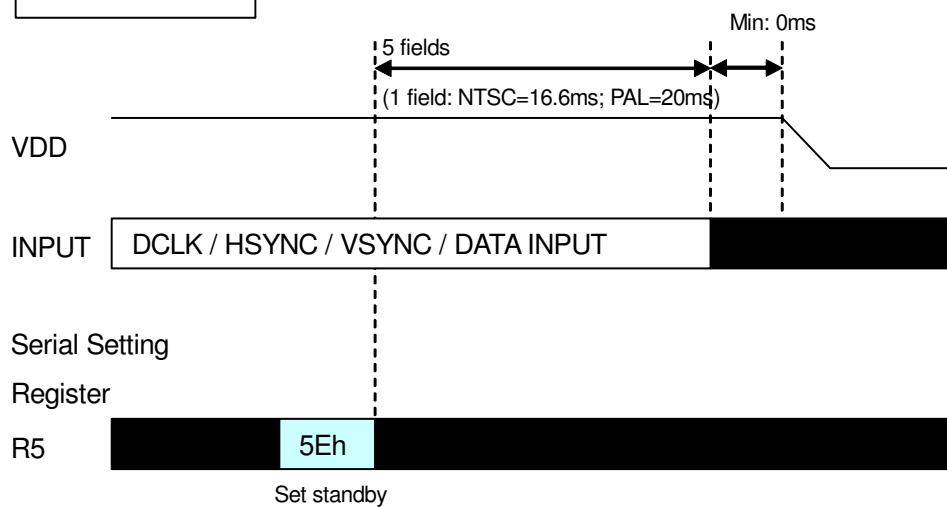 Min: 0ms
5 fields
(1 field: NTSC=16.6ms; PAL=20ms)
VDD
INPUT
DCLK / HSYNC / VSYNC / DATA INPUT
Serial Setting
Register
R5
5Eh
Set standby